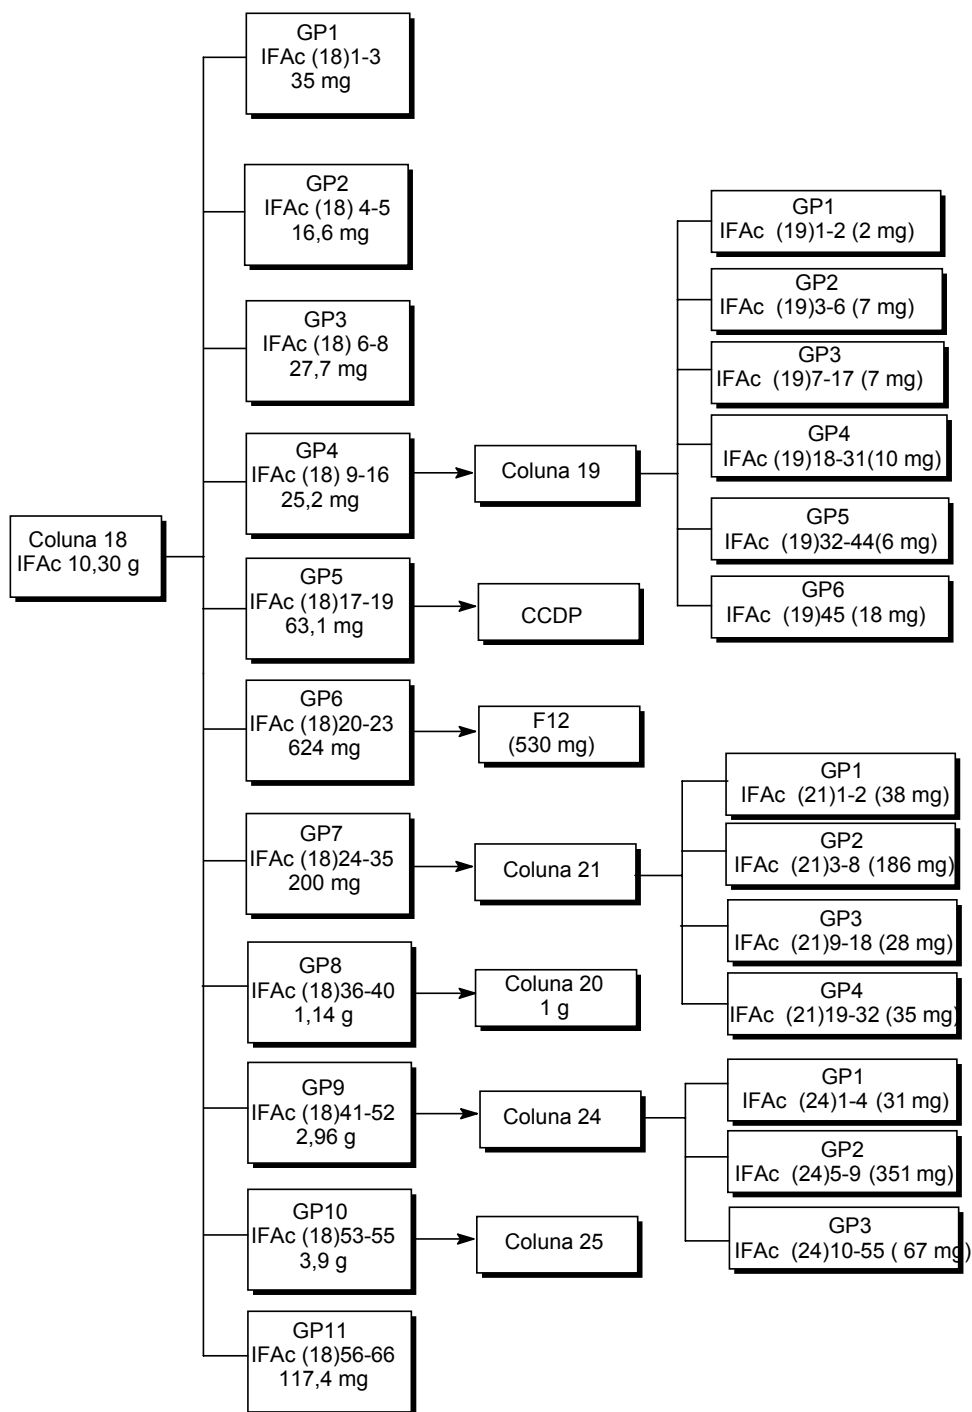 Coluna 18
IFAc 10,30 g
GP1
IFAc (18)1-3
35 mg
GP2
IFAc (18) 4-5
16,6 mg
GP3
IFAc (18) 6-8
27,7 mg
GP4
IFAc (18) 9-16
25,2 mg
GP5
IFAc (18)17-19
63,1 mg
GP6
IFAc (18)20-23
624 mg
GP7
IFAc (18)24-35
200 mg
GP8
IFAc (18)36-40
1,14 g
GP9
IFAc (18)41-52
2,96 g
GP10
IFAc (18)53-55
3,9 g
GP11
IFAc (18)56-66
117,4 mg
Coluna 19
CCDP
F12
(530 mg)
Coluna 21
Coluna 20
1 g
Coluna 24
Coluna 25
GP1
IFAc (19)1-2 (2 mg)
GP2
IFAc (19)3-6 (7 mg)
GP3
IFAc (19)7-17 (7 mg)
GP4
IFAc (19)18-31(10 mg)
GP5
IFAc (19)32-44(6 mg)
GP6
IFAc (19)45 (18 mg)
GP1
IFAc (21)1-2 (38 mg)
GP2
IFAc (21)3-8 (186 mg)
GP3
IFAc (21)9-18 (28 mg)
GP4
IFAc (21)19-32 (35 mg)
GP1
IFAc (24)1-4 (31 mg)
GP2
IFAc (24)5-9 (351 mg)
GP3
IFAc (24)10-55 ( 67 mg)